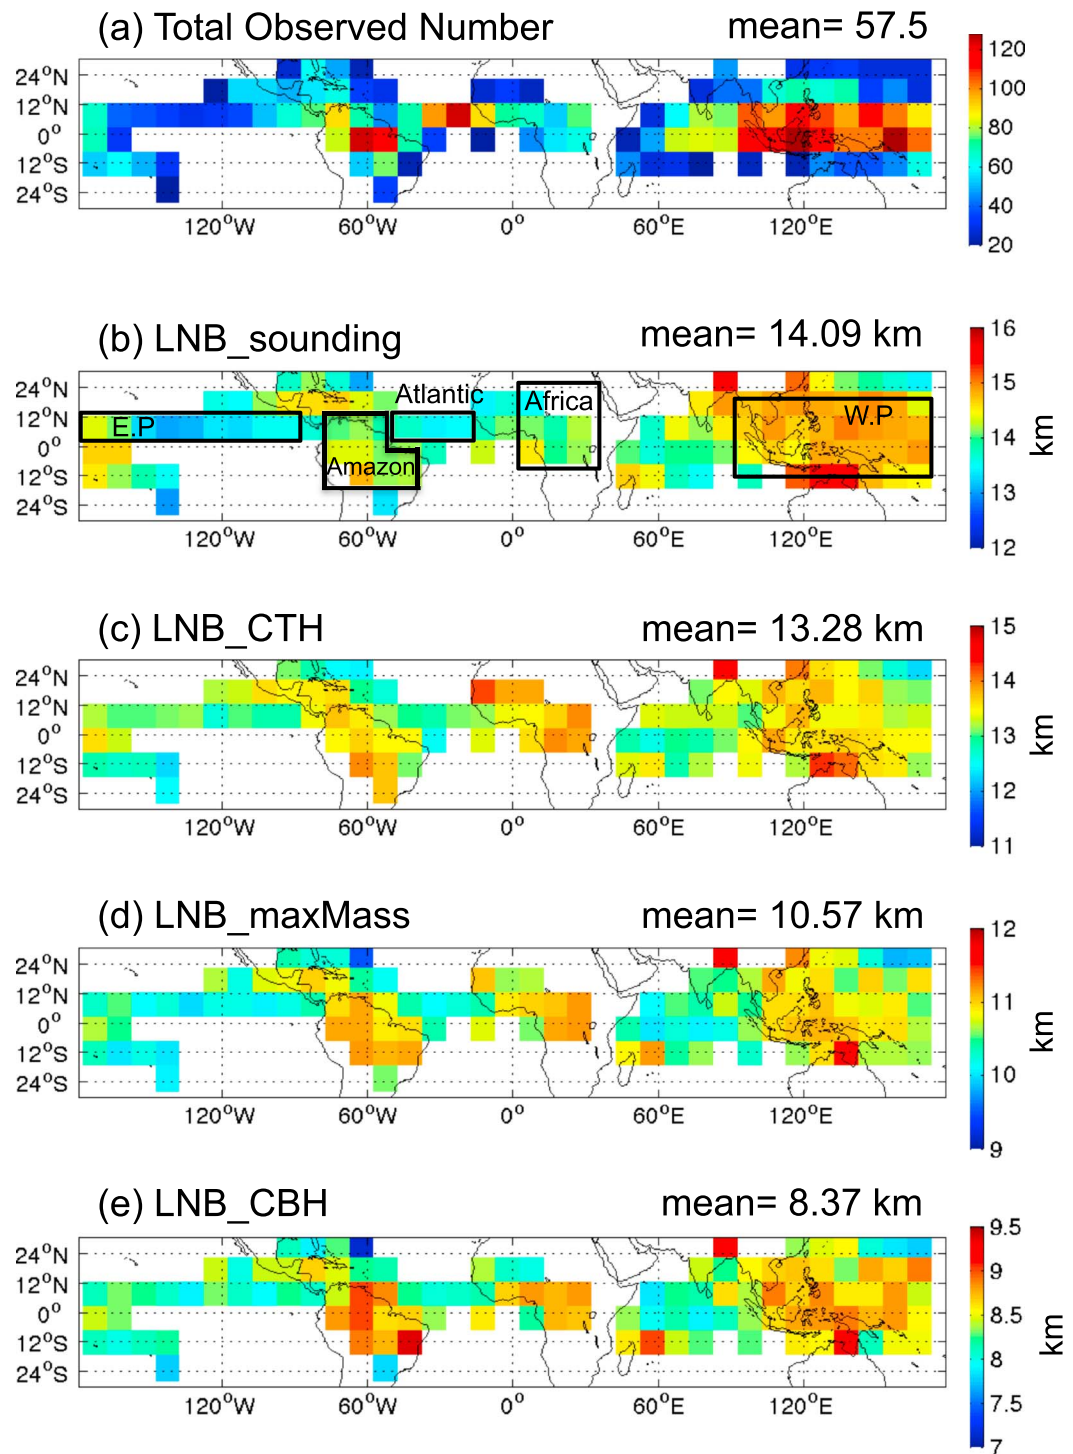 (a) Total Observed Number mean= 57.5
24°N
12°N
0°
12°S
24°S
120°W 60°W 0° 60°E 120°E
120
100
80
60
40
20
(b) LNB_sounding mean= 14.09 km
24°N
12°N
0°
12°S
24°S
E.P
Amazon
Atlantic
Africa
W.P
120°W 60°W 0° 60°E 120°E
16
15
14
13
12
km
(c) LNB_CTH mean= 13.28 km
24°N
12°N
0°
12°S
24°S
120°W 60°W 0° 60°E 120°E
15
14
13
12
11
km
(d) LNB_maxMass mean= 10.57 km
24°N
12°N
0°
12°S
24°S
120°W 60°W 0° 60°E 120°E
12
11
10
9
km
(e) LNB_CBH mean= 8.37 km
24°N
12°N
0°
12°S
24°S
120°W 60°W 0° 60°E 120°E
9.5
9
8.5
8
7.5
7
km